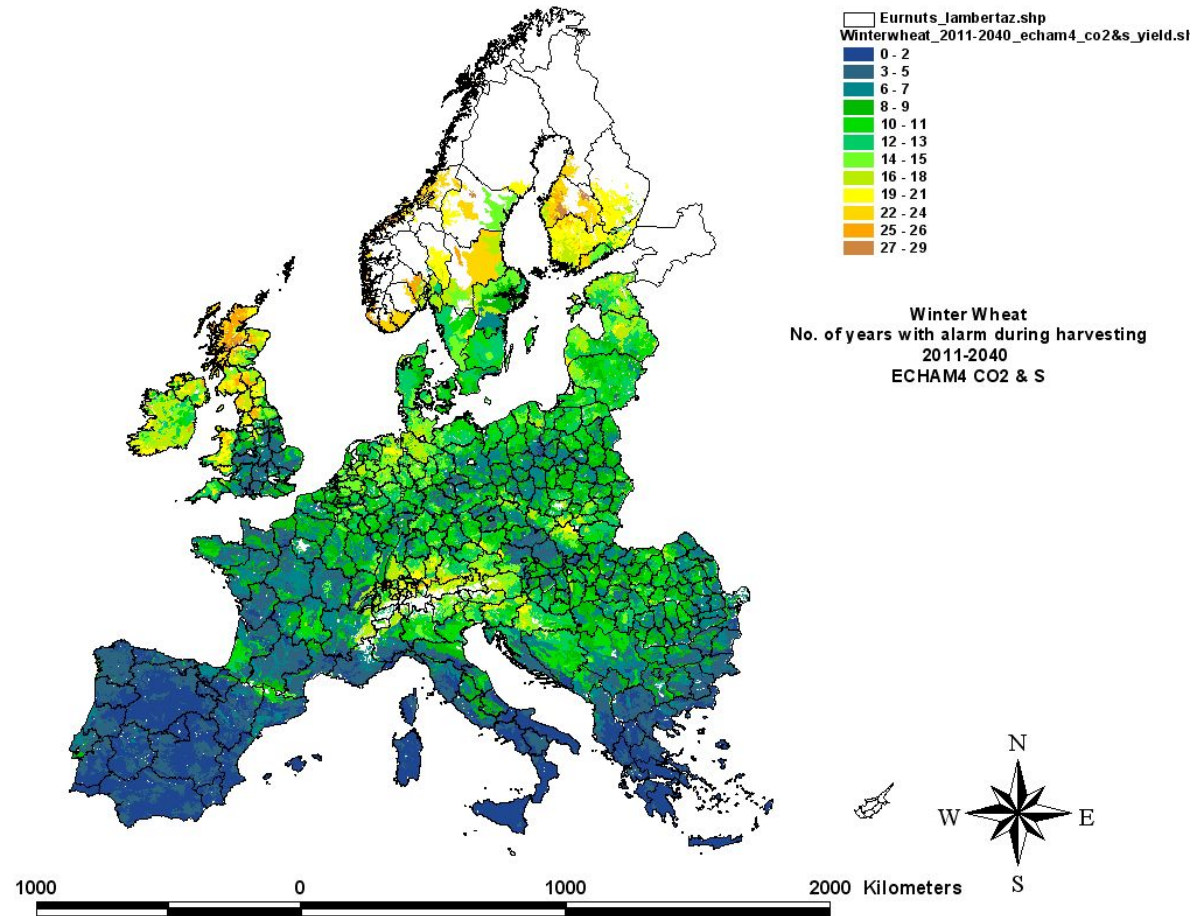 Eurnuts_lambertaz.shp
Winterwheat_2011-2040_echam4_co2&s_yield.sh
0 - 2
3 - 5
6 - 7
8 - 9
10 - 11
12 - 13
14 - 15
16 - 18
19 - 21
22 - 24
25 - 26
27 - 29
Winter Wheat
No. of years with alarm during harvesting
2011-2040
ECHAM4 CO2 & S
N
W E
S
1000 0 1000 2000 Kilometers